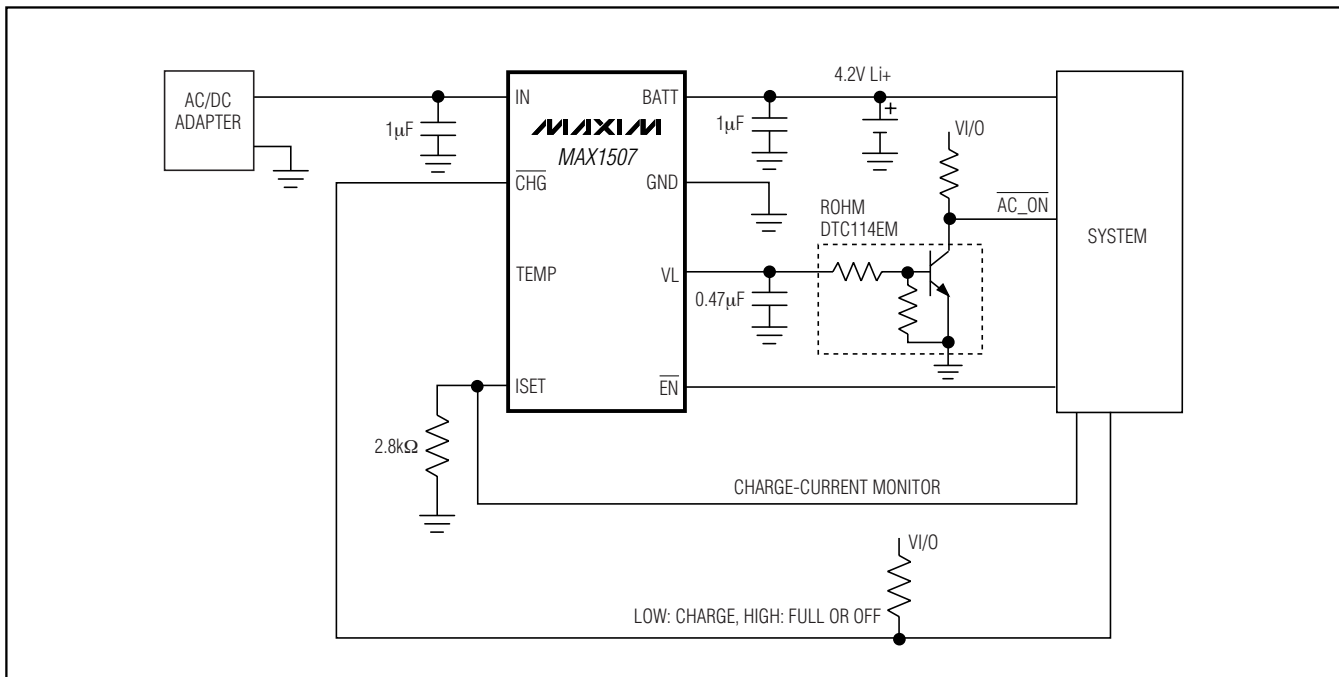 AC/DC
ADAPTER
1µF
IN
CHG
TEMP
ISET
MAXIM
MAX1507
BATT
GND
VL
EN
2.8kΩ
1µF
4.2V Li+
+
0.47µF
ROHM
DTC114EM
VI/O
AC_ON
SYSTEM
CHARGE-CURRENT MONITOR
VI/O
LOW: CHARGE, HIGH: FULL OR OFF